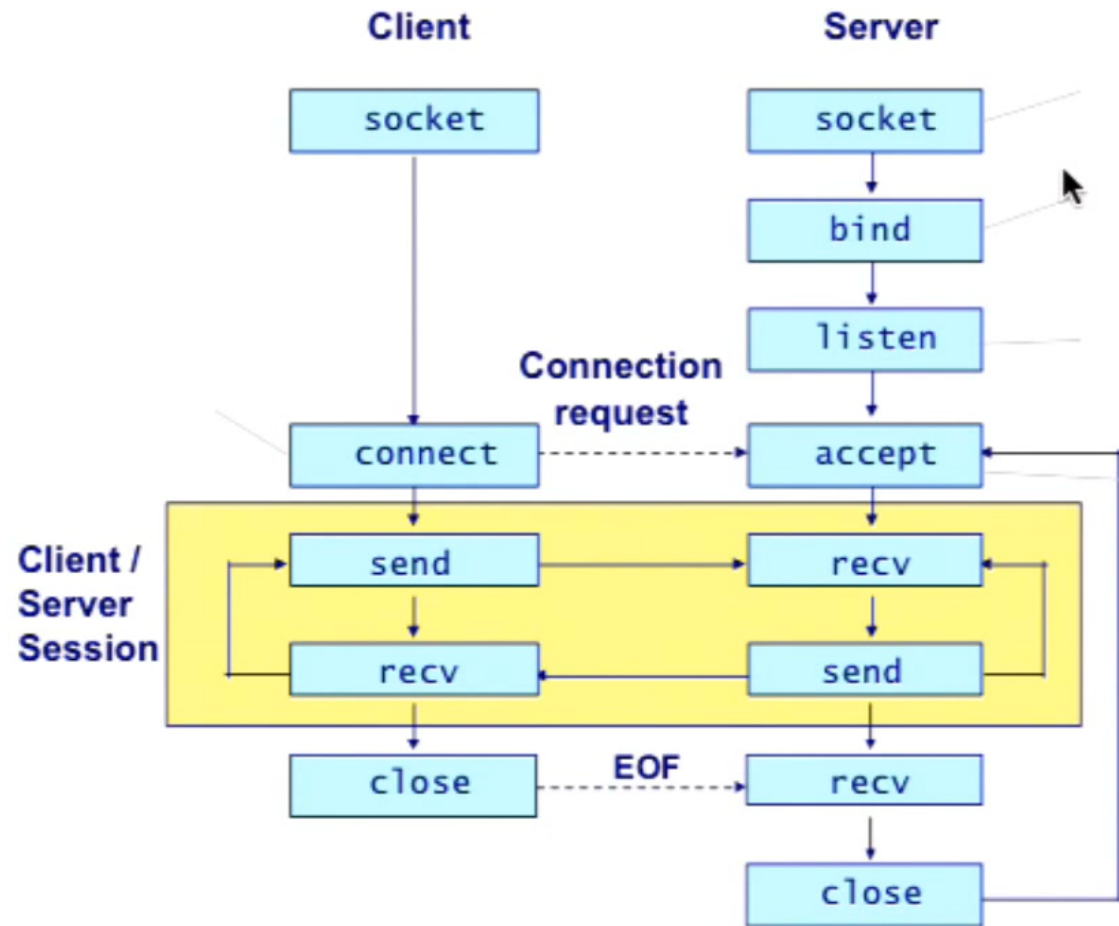 Client
Server
socket
socket
bind
listen
Connection
request
connect
accept
Client /
Server
Session
send
recv
recv
send
close
EOF
recv
close